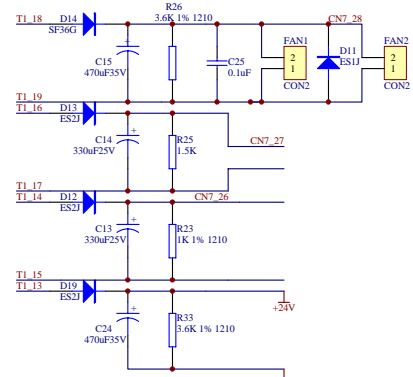 R26
3.6K 1% 1210
T1_18
D14
SF36G
CN7_28
FAN1
2
1
CON2
D11
ES1J
FAN2
2
1
CON2
+
C15
470uF35V
C25
0.1uF
T1_19
T1_16
D13
ES2J
+
C14
330uF25V
R25
1.5K
CN7_27
T1_17
T1_14
D12
ES2J
CN7_26
+
C13
330uF25V
R23
1K 1% 1210
T1_15
T1_13
D19
ES2J
+24V
+
C24
470uF35V
R33
3.6K 1% 1210